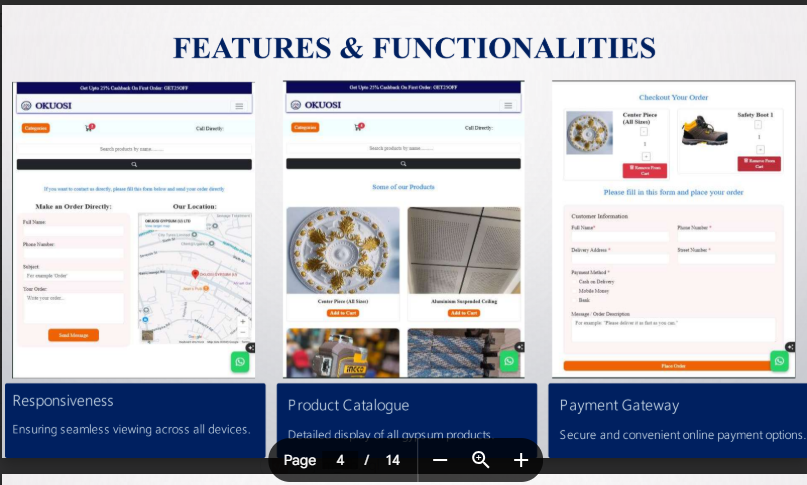 FEATURES & FUNCTIONALITIES
Get Upto 25% Cashback On First Order: GET25OFF
OKUOSI
Categories
Call Directly:
Search products by name.........
If you want to contact us directly, please fill this form below and send your order directly
Make an Order Directly:
Full Name:
Phone Number:
Subject:
For example 'Order'
Your Order:
Write your order...
Send Message
Our Location:
OKUOSI GYPSUM CO LTD
Google
Responsiveness
Ensuring seamless viewing across all devices.
Get Upto 25% Cashback On First Order: GET25OFF
OKUOSI
Categories
Call Directly:
Search products by name.........
Some of our Products
Center Piece (All Sizes)
Add to Cart
Aluminium Suspended Ceiling
Add to Cart
INGCO
Product Catalogue
Detailed display of all gypsum products.
Checkout Your Order
Center Piece
(All Sizes)
-
1
+
Remove From
Cart
Safety Boot 1
-
1
+
Remove From
Cart
Please fill in this form and place your order
Customer Information
Full Name*
Phone Number *
Delivery Address *
Street Number *
Payment Method *
Cash on Delivery
Mobile Money
Bank
Message / Order Description
For example: "Please deliver it as fast as you can;"
Place Order
Payment Gateway
Secure and convenient online payment options.
Page 4 / 14